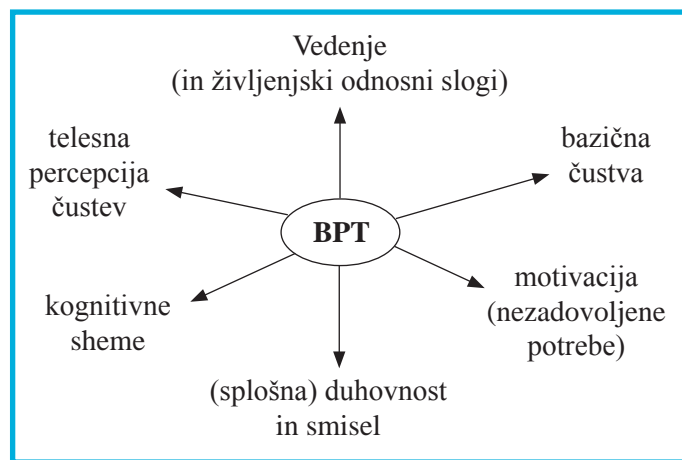 Vedenje
(in življenjski odnosni slogi)
telesna
percepcija
čustev
bazična
čustva
BPT
kognitivne
sheme
motivacija
(nezadovoljene
potrebe)
(splošna) duhovnost
in smisel